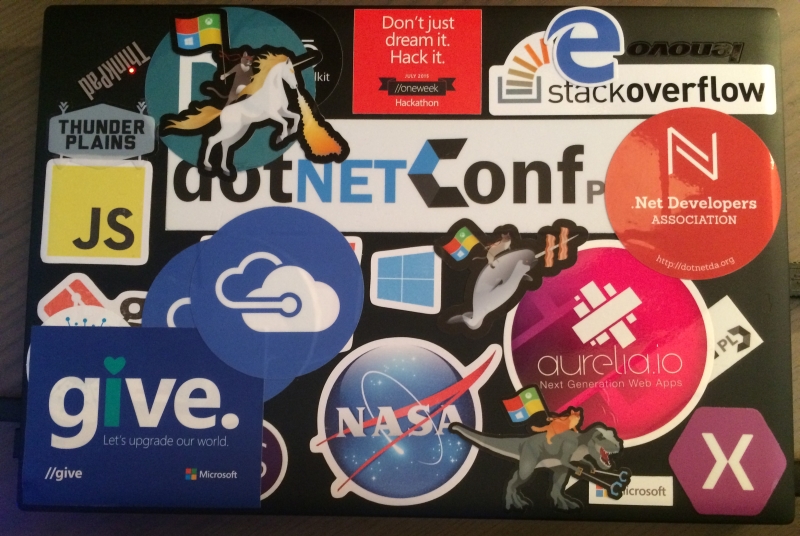 ThinkPad
kit
Don't just
dream it.
Hack it.
JULY 2015
//oneweek
Hackathon
lenovo
stackoverflow
THUNDER
PLAINS
dotNETConf
P
N
.Net Developers
ASSOCIATION
http://dotnetda.org
JS
aurelia.io
Next Generation Web Apps
PL
NASA
give.
Let's upgrade our world.
//give
Microsoft
S
icrosoft
X